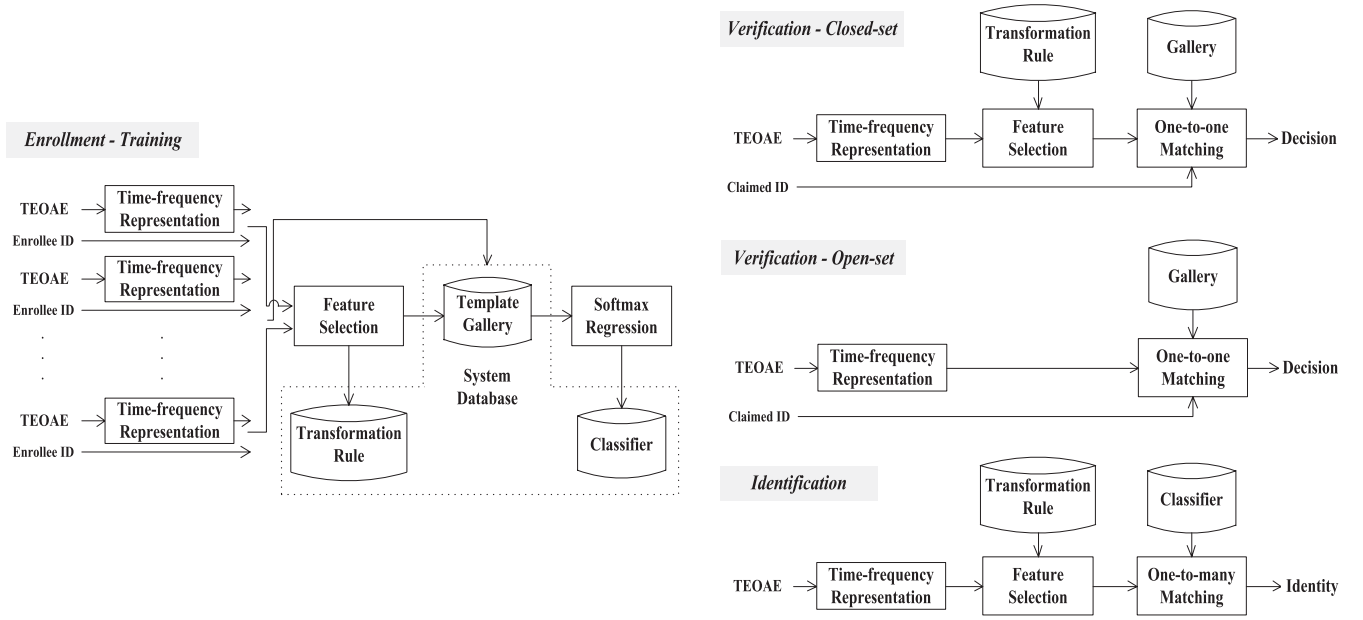 Enrollment - Training
TEOAE
Time-frequency
Representation
Enrollee ID
TEOAE
Time-frequency
Representation
Enrollee ID
.
.
.
.
.
.
TEOAE
Time-frequency
Representation
Enrollee ID
Feature
Selection
Template
Gallery
Softmax
Regression
System
Database
Transformation
Rule
Classifier
Verification - Closed-set
Transformation
Rule
Gallery
TEOAE
Time-frequency
Representation
Feature
Selection
One-to-one
Matching
Decision
Claimed ID
Verification - Open-set
Gallery
TEOAE
Time-frequency
Representation
One-to-one
Matching
Decision
Claimed ID
Identification
Transformation
Rule
Classifier
TEOAE
Time-frequency
Representation
Feature
Selection
One-to-many
Matching
Identity